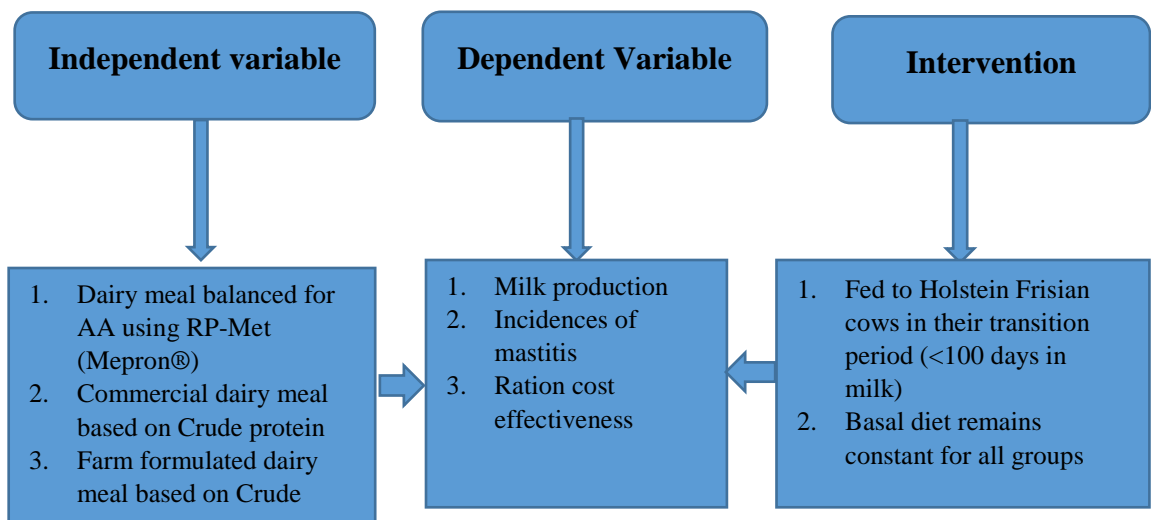 Independent variable
Dependent Variable
Intervention
1. Dairy meal balanced for
AA using RP-Met
(Mepron®)
2. Commercial dairy meal
based on Crude protein
3. Farm formulated dairy
meal based on Crude
1. Milk production
2. Incidences of
mastitis
3. Ration cost
effectiveness
1. Fed to Holstein Frisian
cows in their transition
period (<100 days in
milk)
2. Basal diet remains
constant for all groups